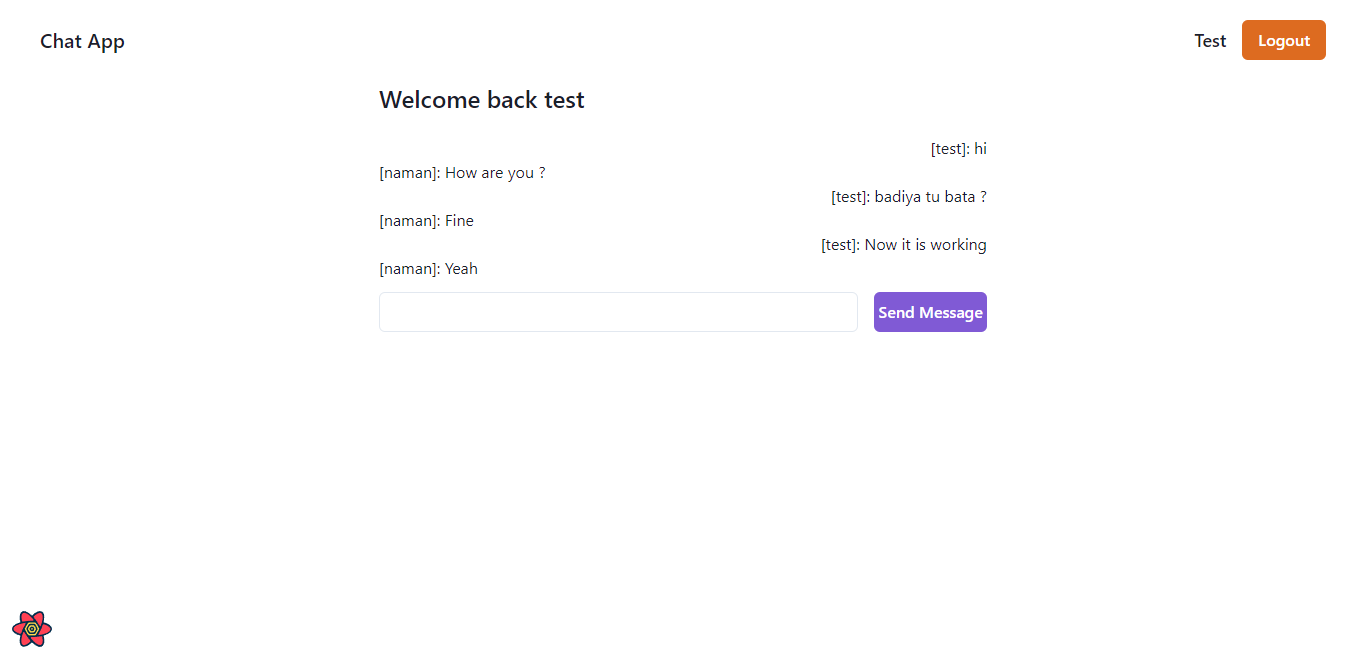 Chat App
Test
Logout
Welcome back test
[test]: hi
[naman]: How are you ?
[test]: badiya tu bata ?
[naman]: Fine
[test]: Now it is working
[naman]: Yeah
Send Message